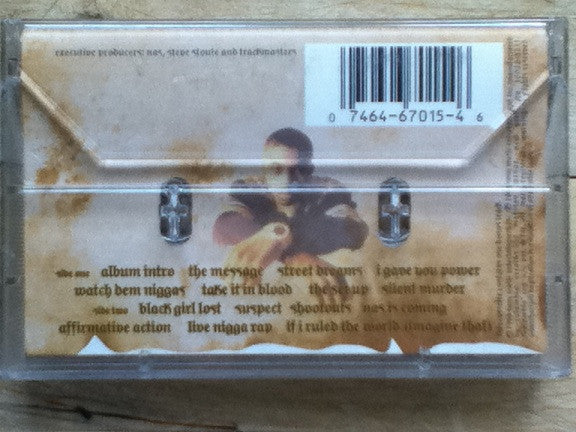 executive producers: nas, steve stoute and trackmasters
0 7464-67015-4 6
side one album intro the message street dreams i gave you power
watch dem niggas take it in blood the set up silent murder
side two black girl lost suspect shootouts nas is coming
affirmative action live nigga rap if i ruled the world (imagine that)